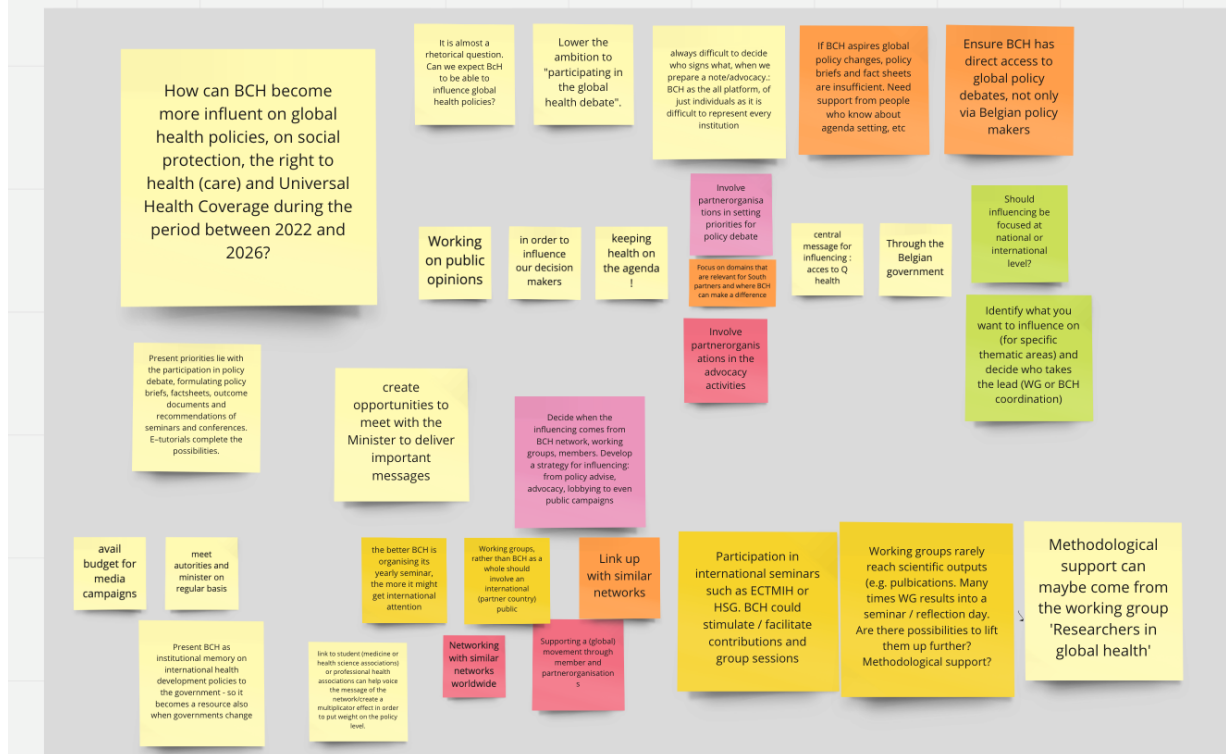 How can BCH become
more influent on global
health policies, on social
protection, the right to
health (care) and Universal
Health Coverage during the
period between 2022 and
2026?
It is almost a
rhetorical question.
Can we expect BcH
to be able to
influence global
health policies?
Lower the
ambition to
"participating in
the global
health debate".
always difficult to decide
who signs what, when we
prepare a note/advocacy.:
BCH as the all platform, of
just individuals as it is
difficult to represent every
institution
If BCH aspires global
policy changes, policy
briefs and fact sheets
are insufficient. Need
support from people
who know about
agenda setting, etc
Ensure BCH has
direct access to
global policy
debates, not only
via Belgian policy
makers
Working
on public
opinions
in order to
influence
our decision
makers
keeping
health on
the agenda
!
Involve
partnerorganisa
tions in setting
priorities for
policy debate
Focus on domains that
are relevant for South
partners and where BCH
can make a difference
Involve
partnerorganis
ations in the
advocacy
activities
central
message for
influencing :
acces to Q
health
Through the
Belgian
government
Should
influencing be
focused at
national or
international
level?
Identify what you
want to influence on
(for specific
thematic areas) and
decide who takes
the lead (WG or BCH
coordination)
Present priorities lie with
the participation in policy
debate, formulating policy
briefs, factsheets, outcome
documents and
recommendations of
seminars and conferences.
E-tutorials complete the
possibilities.
create
opportunities to
meet with the
Minister to deliver
important
messages
Decide when the
influencing comes from
BCH network, working
groups, members. Develop
a strategy for influencing:
from policy advise,
advocacy, lobbying to even
public campaigns
avail
budget for
media
campaigns
meet
autorities and
minister on
regular basis
the better BCH is
organising its
yearly seminar,
the more it might
get international
attention
Working groups,
rather than BCH as a
whole should
involve an
international
(partner country)
public
Link up
with similar
networks
Participation in
international seminars
such as ECTMIH or
HSG. BCH could
stimulate / facilitate
contributions and
group sessions
Working groups rarely
reach scientific outputs
(e.g. pulbications. Many
times WG results into a
seminar / reflection day.
Are there possibilities to lift
them up further?
Methodological support?
Methodological
support can
maybe come from
the working group
'Researchers in
global health'
Present BCH as
institutional memory on
international health
development policies to
the government - so it
becomes a resource also
when governments change
link to student (medicine or
health science associations)
or professional health
associations can help voice
the message of the
network/create a
multiplicator effect in order
to put weight on the policy
level.
Networking
with similar
networks
worldwide
Supporting a (global)
movement through
member and
partnerorganisation
s